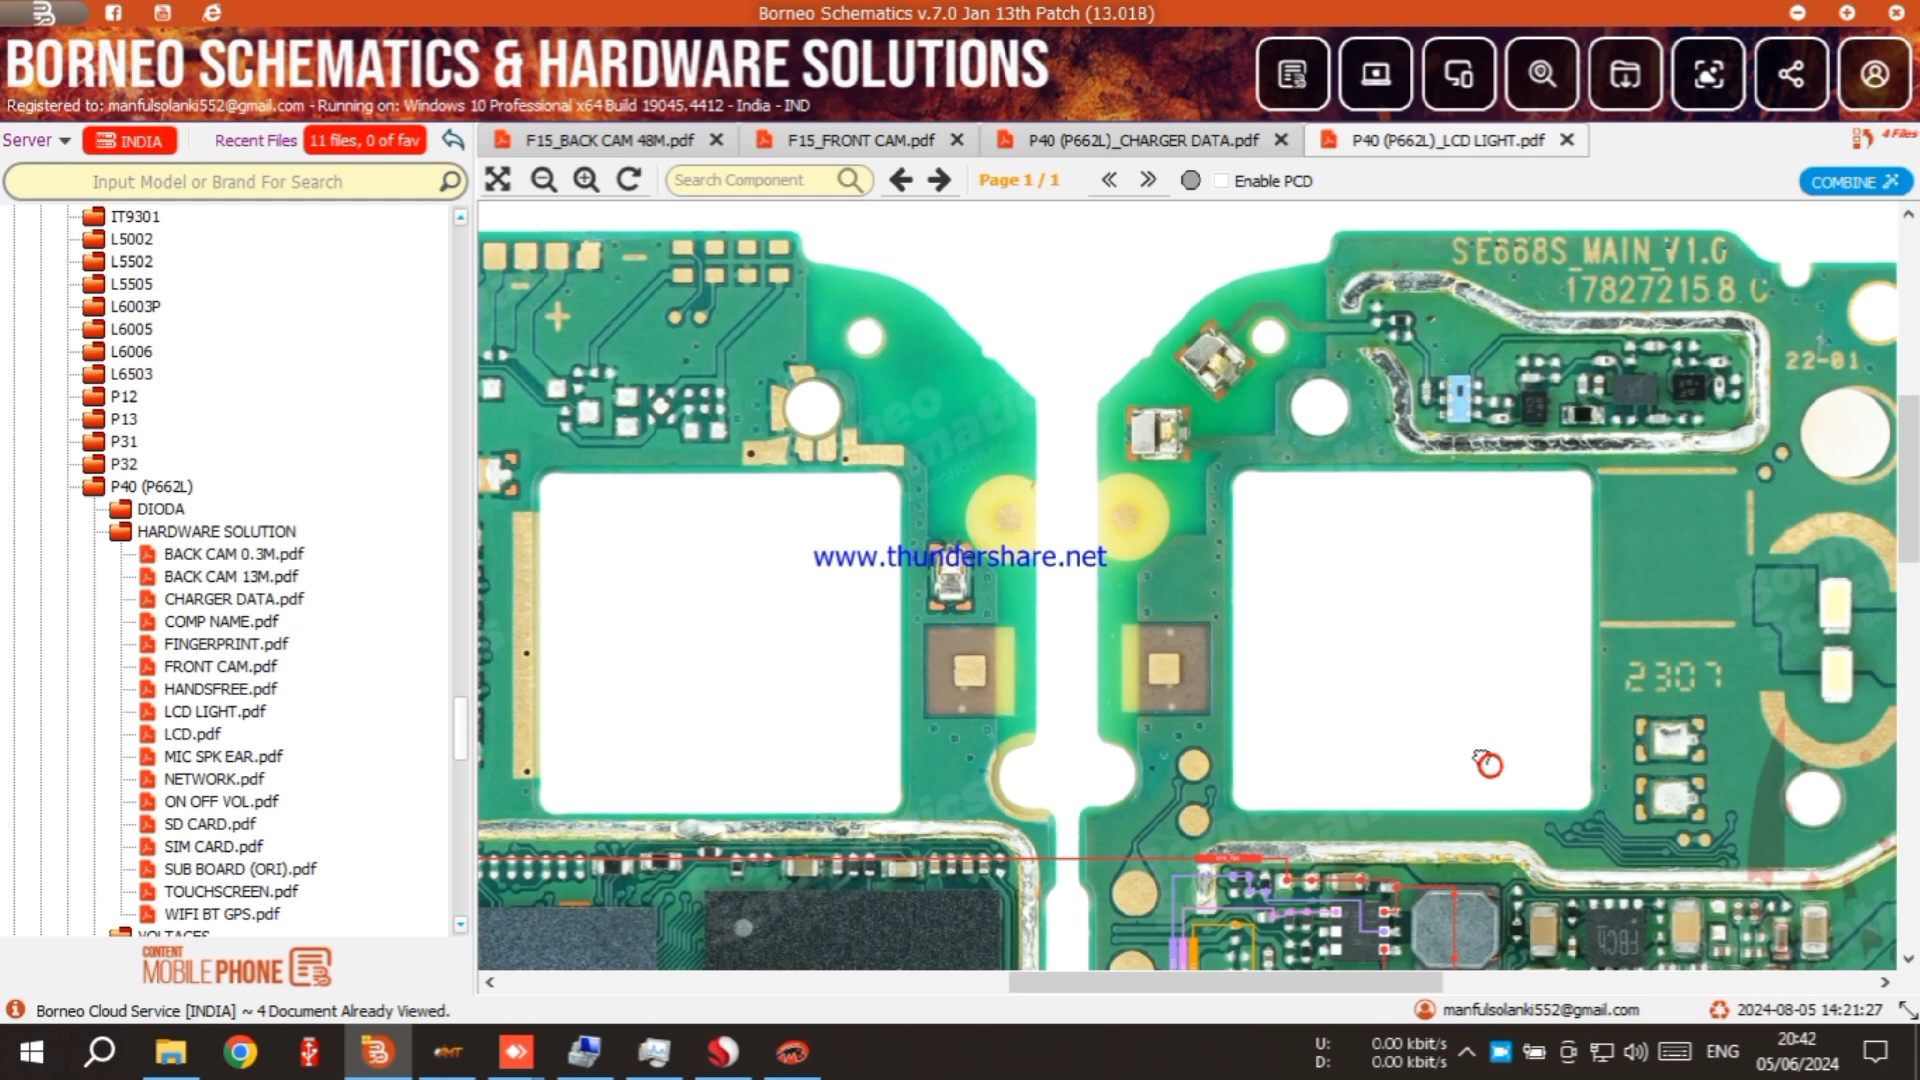 Borneo Schematics v.7.0 Jan 13th Patch (13.01B)
BORNEO SCHEMATICS & HARDWARE SOLUTIONS
Registered to: manfulsolanki552@gmail.com - Running on: Windows 10 Professional x64 Build 19045.4412 - India - IND
Server
INDIA
Recent Files
11 files, 0 of fav
F15_BACK CAM 48M.pdf
F15_FRONT CAM.pdf
P40 (P662L)_CHARGER DATA.pdf
P40 (P662L)_LCD LIGHT.pdf
4 Files
Input Model or Brand For Search
Search Component
Page 1 / 1
Enable PCD
COMBINE
IT9301
L5002
L5502
L5505
L6003P
L6005
L6006
L6503
P12
P13
P31
P32
P40 (P662L)
DIODA
HARDWARE SOLUTION
BACK CAM 0.3M.pdf
BACK CAM 13M.pdf
CHARGER DATA.pdf
COMP NAME.pdf
FINGERPRINT.pdf
FRONT CAM.pdf
HANDSFREE.pdf
LCD LIGHT.pdf
LCD.pdf
MIC SPK EAR.pdf
NETWORK.pdf
ON OFF VOL.pdf
SD CARD.pdf
SIM CARD.pdf
SUB BOARD (ORI).pdf
TOUCHSCREEN.pdf
WIFI BT GPS.pdf
VOLTAGES
SE668S_MAIN_V1.0
178272158 C
22-01
www.thundershare.net
2307
FBCh
CONTENT
MOBILE PHONE
Borneo Cloud Service [INDIA] ~ 4 Document Already Viewed.
manfulsolanki552@gmail.com
2024-08-05 14:21:27
U: 0.00 kbit/s
D: 0.00 kbit/s
ENG
20:42
05/06/2024